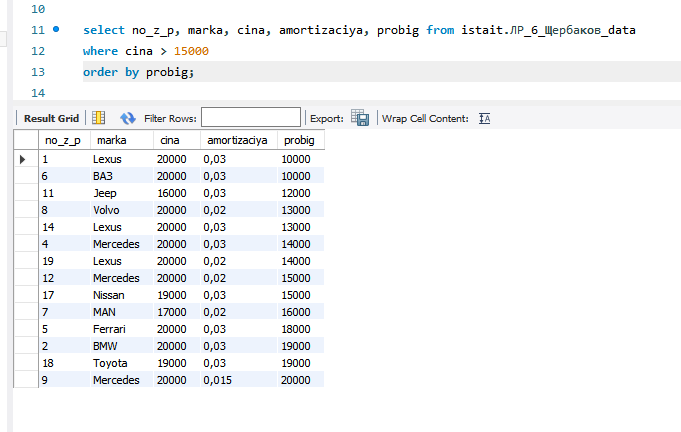 10
11 select no_z_p, marka, cina, amortizaciya, probig from istait.ЛР_6_Щербаков_data
12 where cina > 15000
13 order by probig;
14
Result Grid Filter Rows: Export: Wrap Cell Content: IA
no_z_p marka cina amortizaciya probig
1 Lexus 20000 0,03 10000
6 ВАЗ 20000 0,03 10000
11 Jeep 16000 0,03 12000
8 Volvo 20000 0,02 13000
14 Lexus 20000 0,03 13000
4 Mercedes 20000 0,03 14000
19 Lexus 20000 0,02 14000
12 Mercedes 20000 0,02 15000
17 Nissan 19000 0,03 15000
7 MAN 17000 0,02 16000
5 Ferrari 20000 0,03 18000
2 BMW 20000 0,03 19000
18 Toyota 19000 0,03 19000
9 Mercedes 20000 0,015 20000